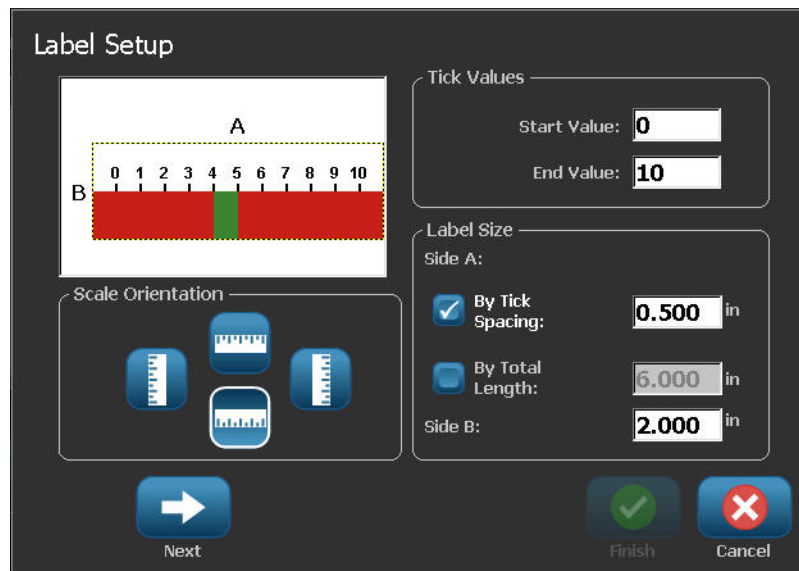 Label Setup
A
0 1 2 3 4 5 6 7 8 9 10
B
Scale Orientation
Tick Values
Start Value: 0
End Value: 10
Label Size
Side A:
By Tick
Spacing: 0.500 in
By Total
Length: 6.000 in
Side B: 2.000 in
Next
Finish
Cancel